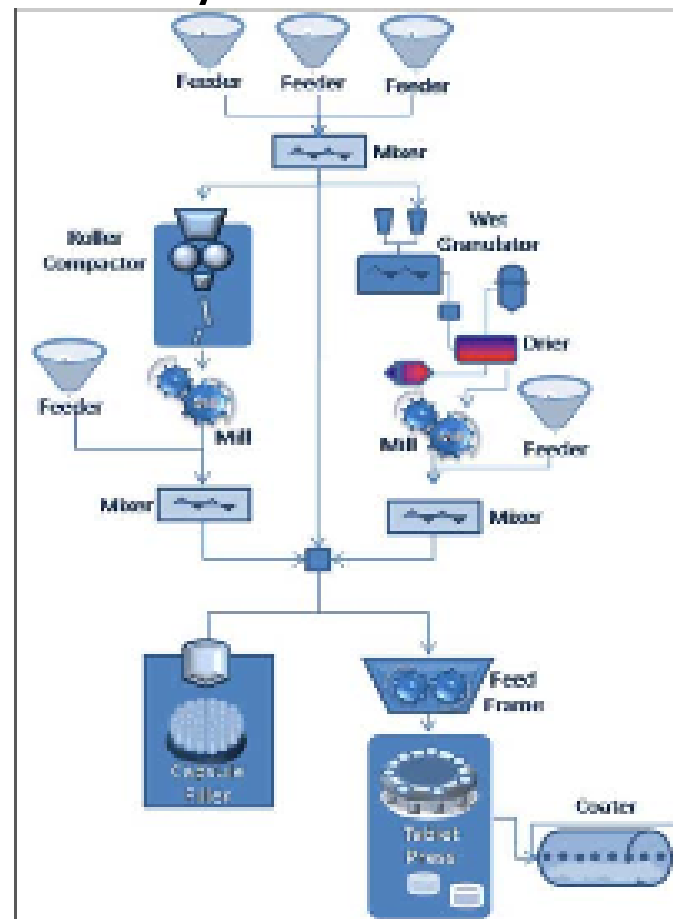 y
Feeder
Feeder
Feeder
Mixer
Roller
Compactor
Wet
Granulator
Drier
Feeder
Mill
Mill
Feeder
Mixer
Mixer
Feed
Frame
Capsule
Filler
Tablet
Press
Coater